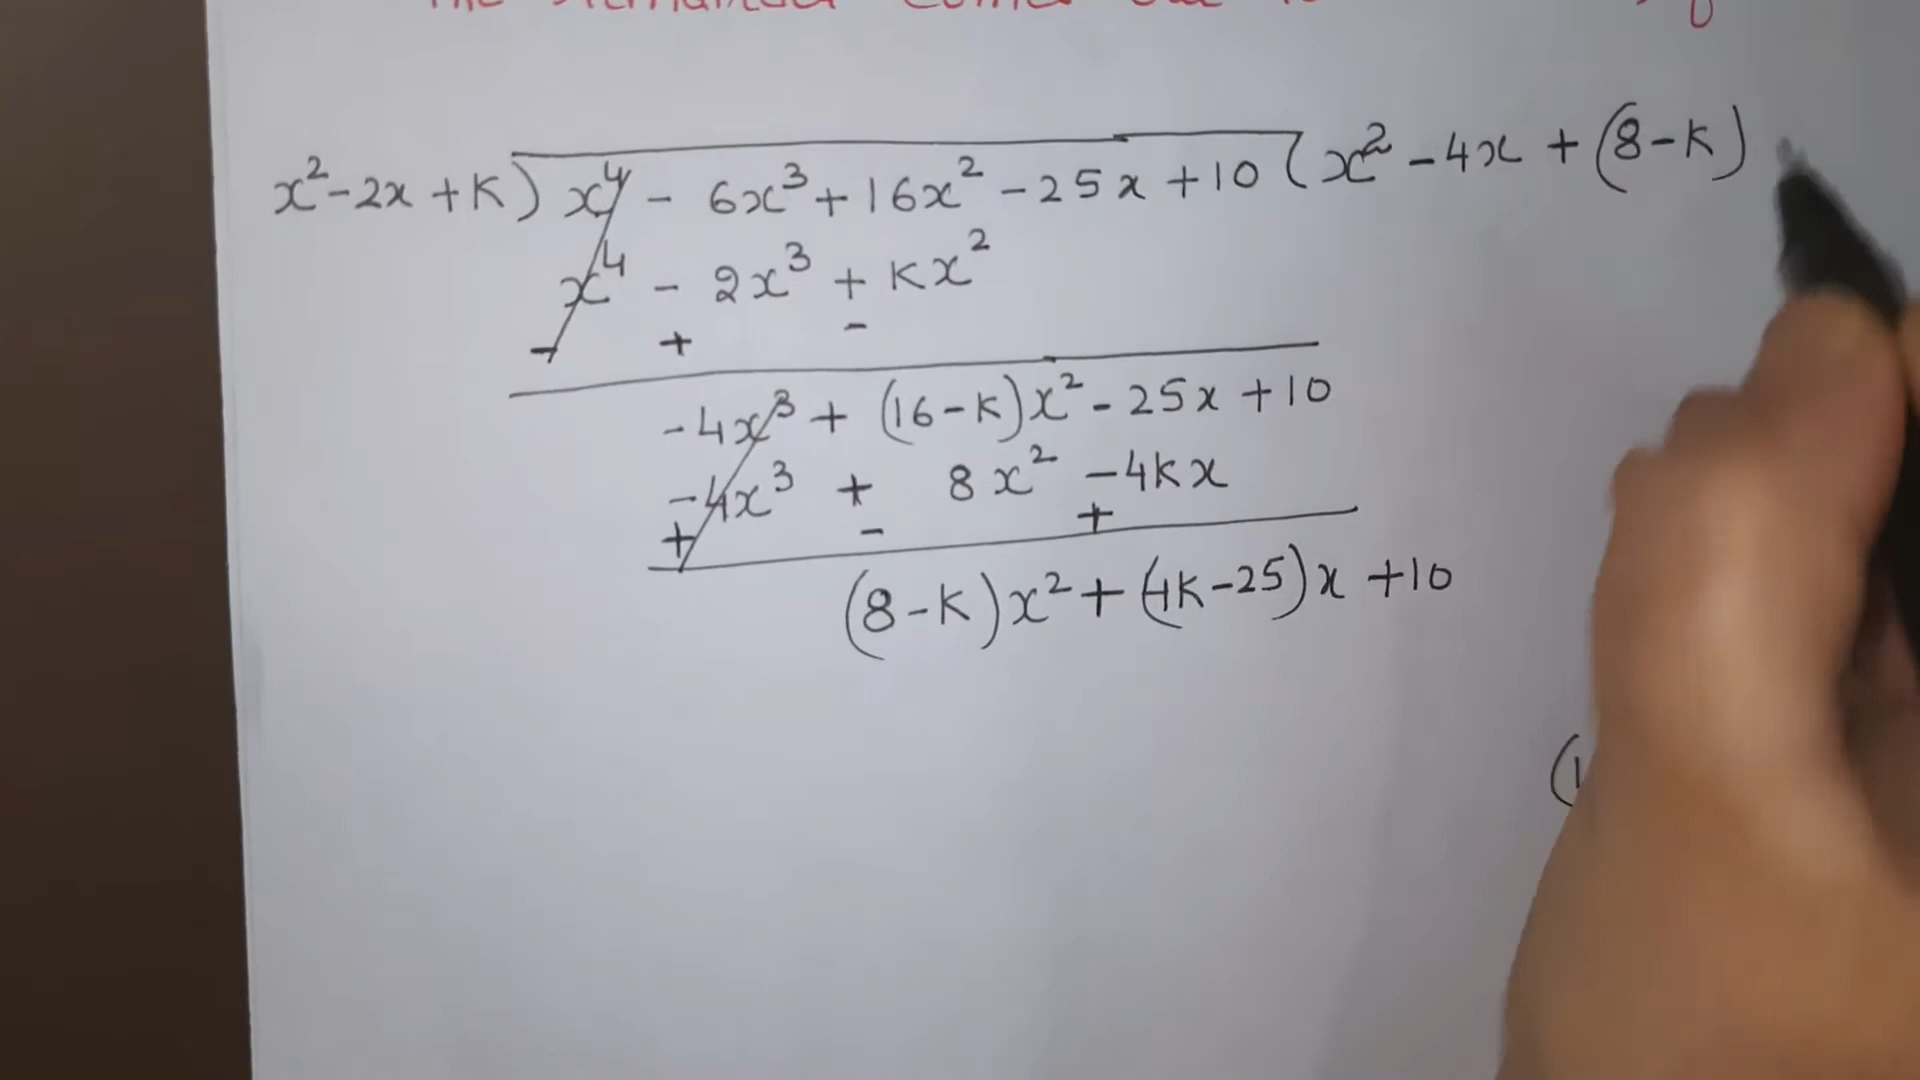 x² - 2x + K ) x⁴ - 6x³ + 16x² - 25x + 10 ( x² - 4x + (8 - K)
x⁴ - 2x³ + Kx²
- + -
-4x³ + (16 - K)x² - 25x + 10
-4x³ + 8x² - 4Kx
+ - +
(8 - K)x² + (4K - 25)x + 10
(1